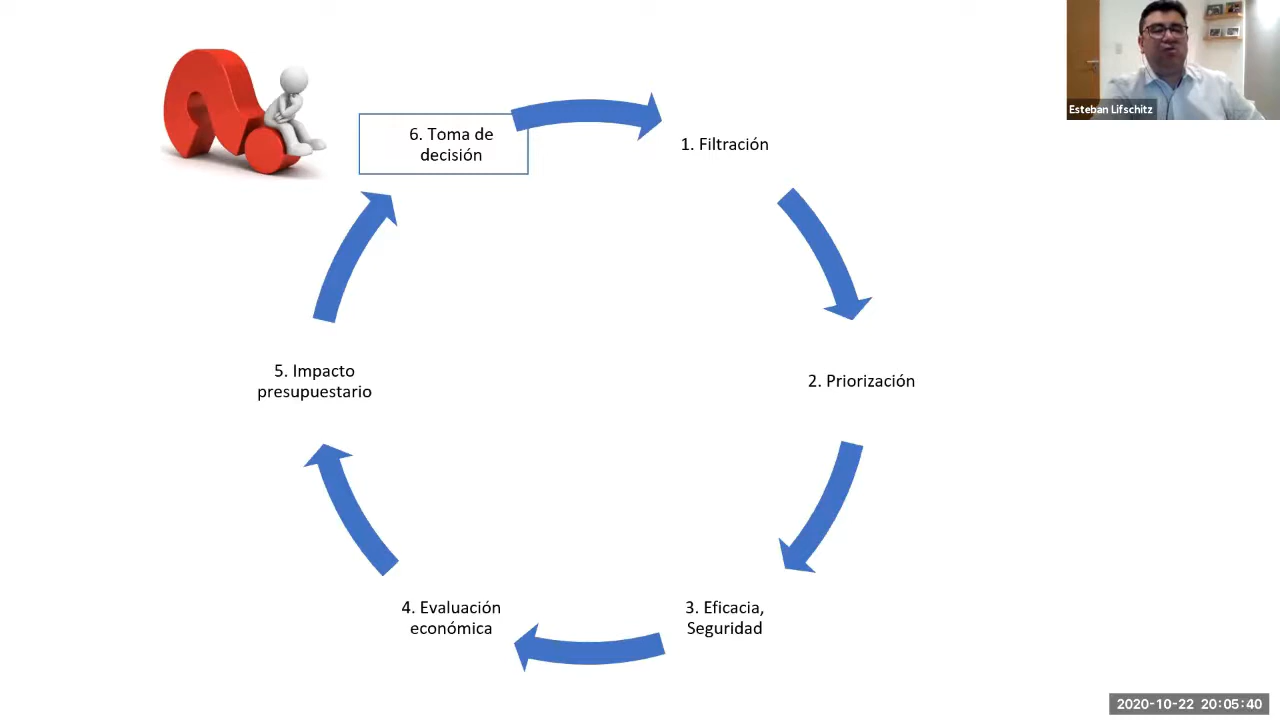 Esteban Lifschitz
6. Toma de
decisión
1. Filtración
2. Priorización
3. Eficacia,
Seguridad
4. Evaluación
económica
5. Impacto
presupuestario
2020-10-22 20:05:40